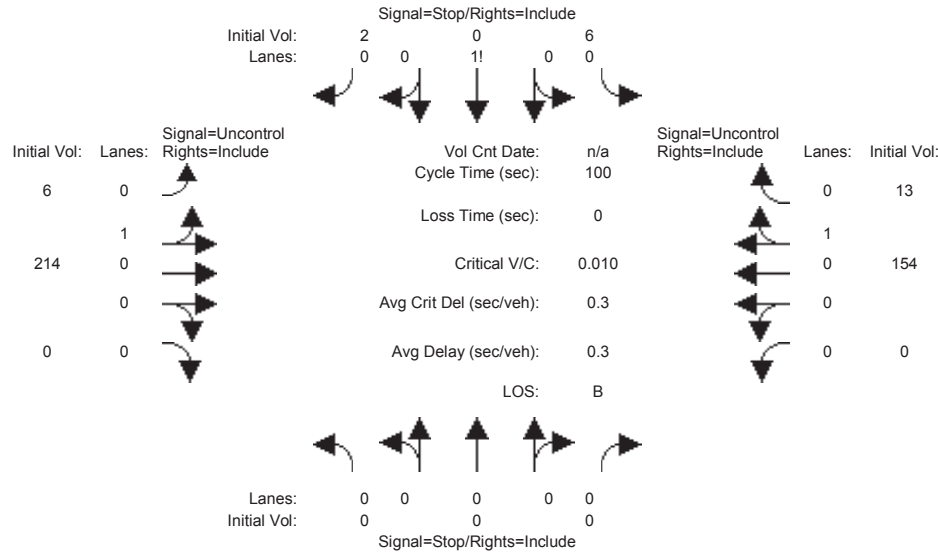 Signal=Stop/Rights=Include
Initial Vol: 2 0 6
Lanes: 0 0 1! 0 0
Signal=Uncontrol
Initial Vol: Lanes: Rights=Include
Vol Cnt Date: n/a
Signal=Uncontrol
Rights=Include Lanes: Initial Vol:
Cycle Time (sec): 100
6 0
0 13
Loss Time (sec): 0
1
1
214 0
Critical V/C: 0.010
0 154
0
Avg Crit Del (sec/veh): 0.3
0
0 0
Avg Delay (sec/veh): 0.3
0 0
LOS: B
Lanes: 0 0 0 0 0
Initial Vol: 0 0 0
Signal=Stop/Rights=Include